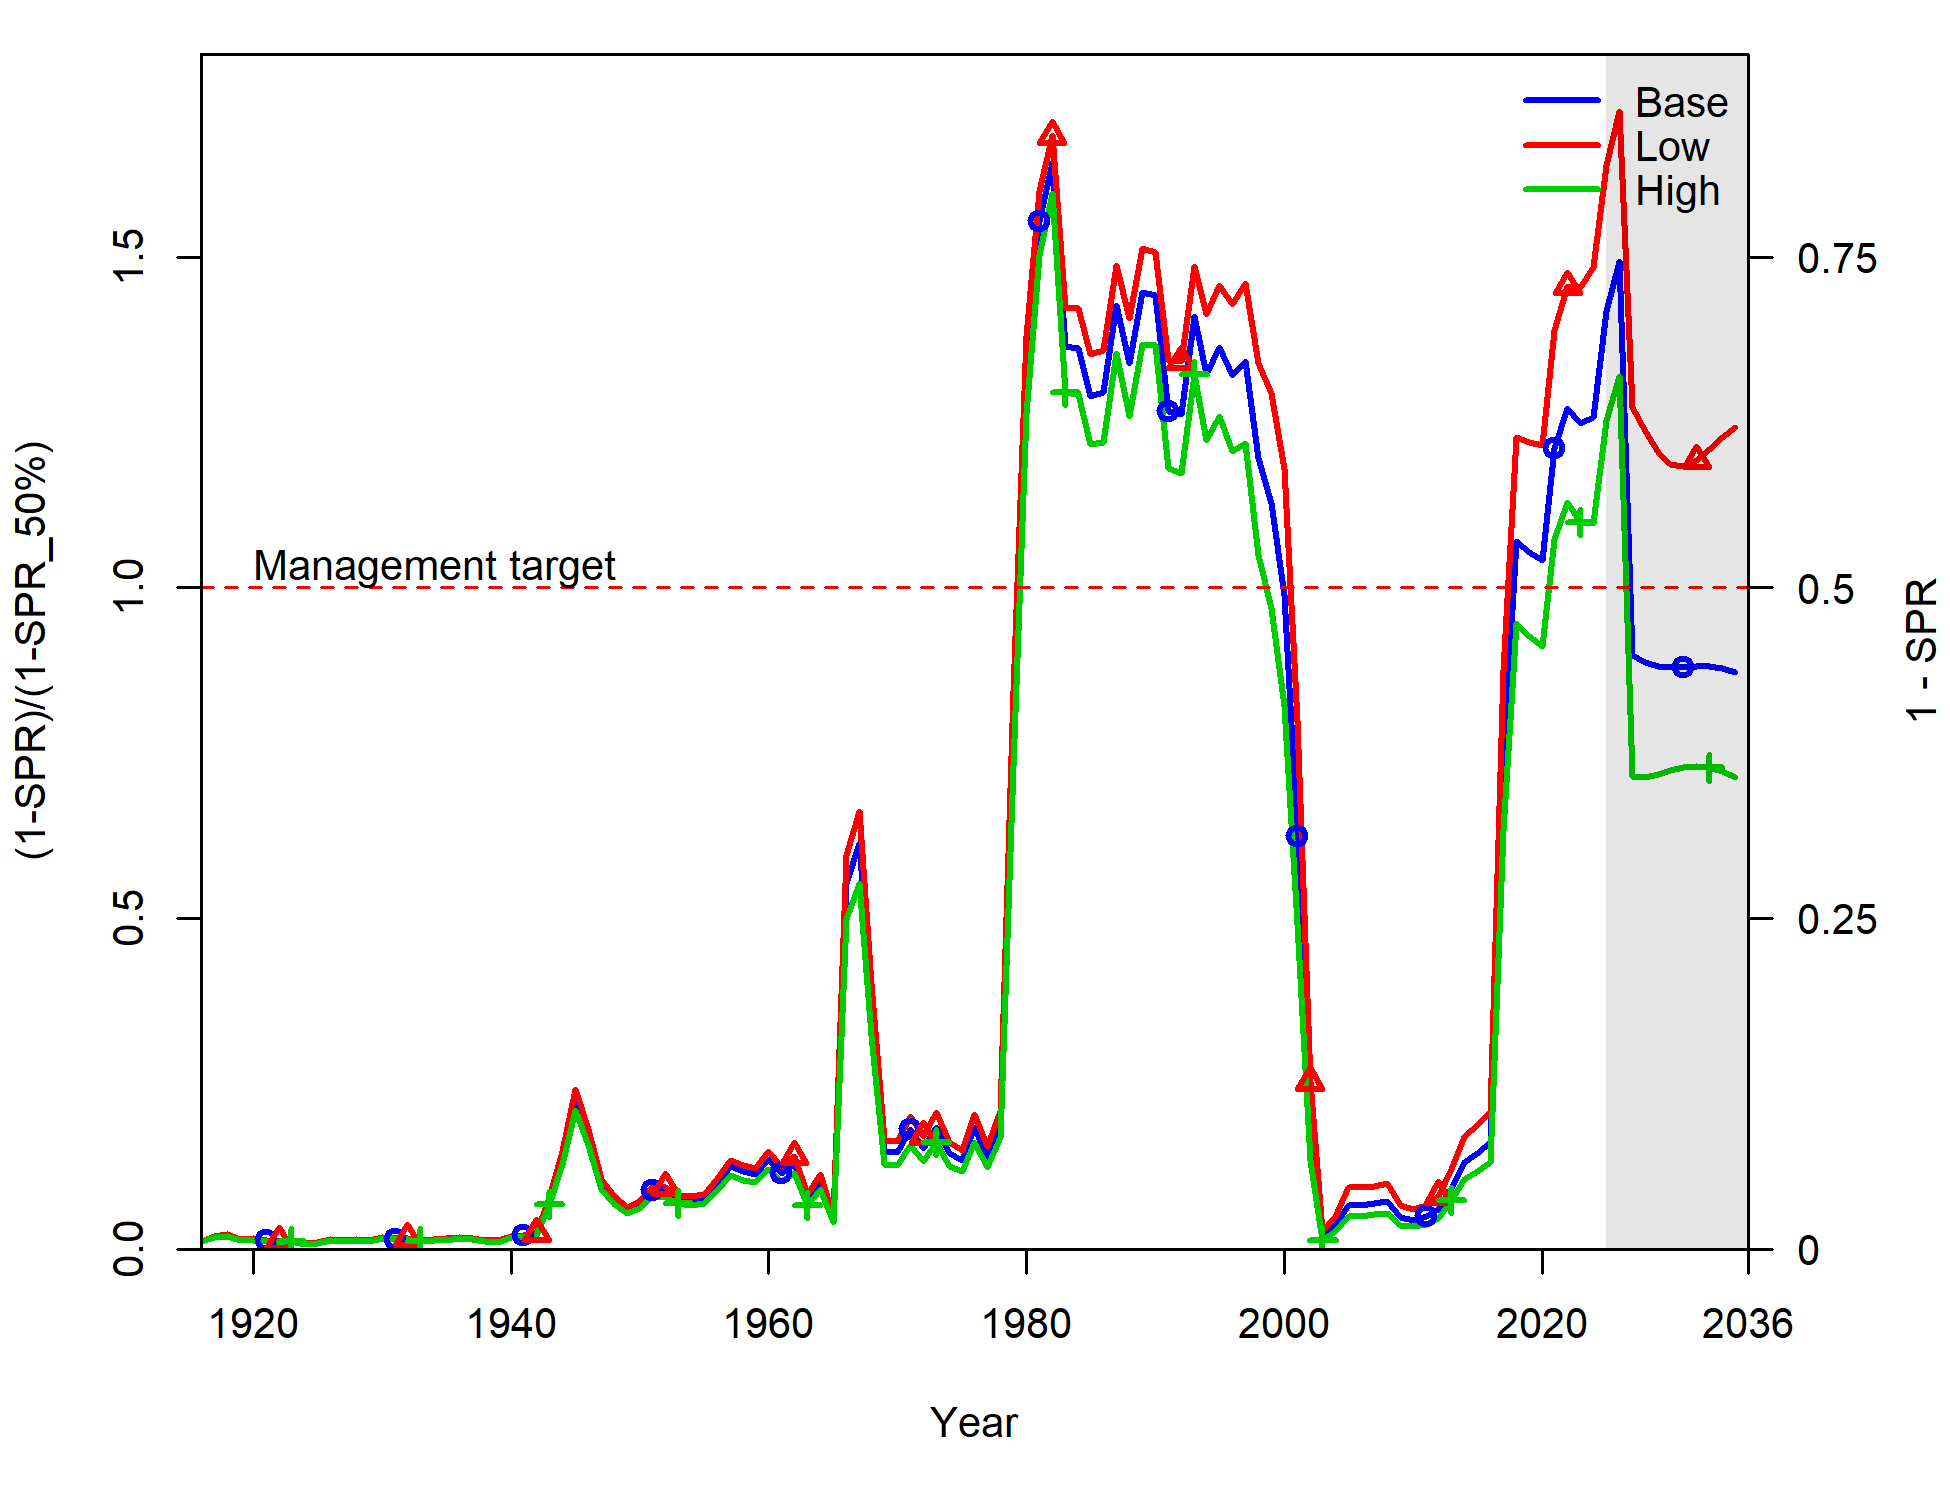 Base
Low
High
Management target
(1-SPR)/(1-SPR_50%)
0.0
0.5
1.0
1.5
1 - SPR
0
0.25
0.5
0.75
1920
1940
1960
1980
2000
2020
2036
Year